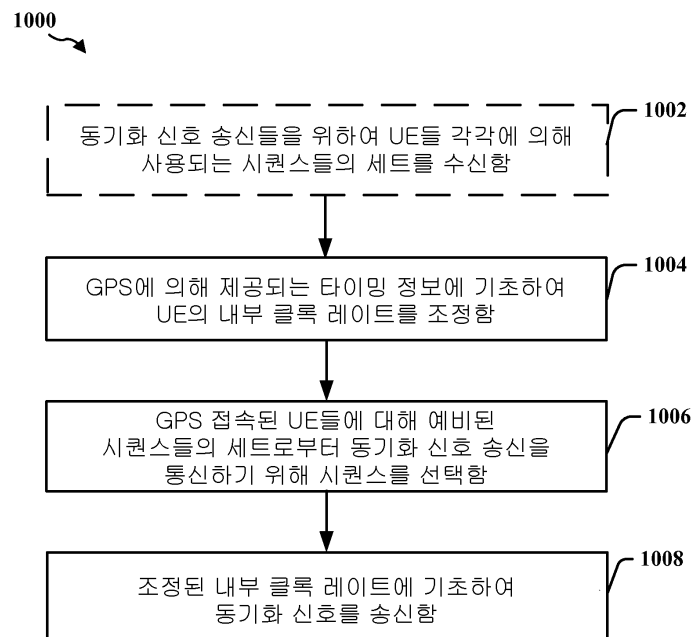 1000
동기화 신호 송신들을 위하여 UE들 각각에 의해
사용되는 시퀀스들의 세트를 수신함
1002
GPS에 의해 제공되는 타이밍 정보에 기초하여
UE의 내부 클록 레이트를 조정함
1004
GPS 접속된 UE들에 대해 예비된
시퀀스들의 세트로부터 동기화 신호 송신을
통신하기 위해 시퀀스를 선택함
1006
조정된 내부 클록 레이트에 기초하여
동기화 신호를 송신함
1008